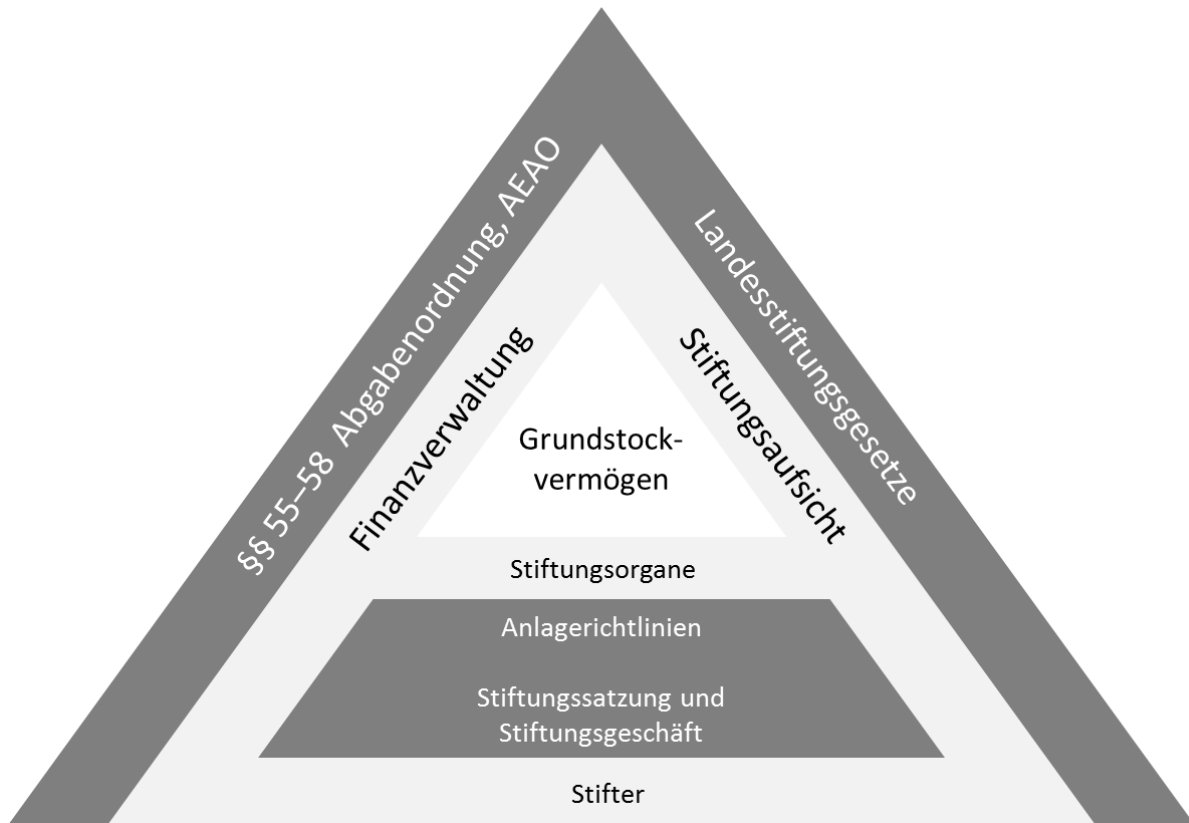 §§ 55–58 Abgabenordnung, AEAO
Landesstiftungsgesetze
Finanzverwaltung
Stiftungsaufsicht
Grundstock-
vermögen
Stiftungsorgane
Anlagerichtlinien
Stiftungssatzung und
Stiftungsgeschäft
Stifter